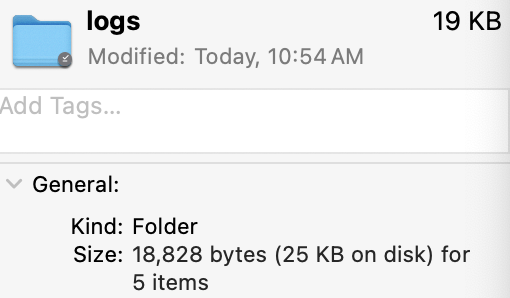 logs 19 KB
Modified: Today, 10:54 AM
Add Tags...
General:
Kind: Folder
Size: 18,828 bytes (25 KB on disk) for
5 items